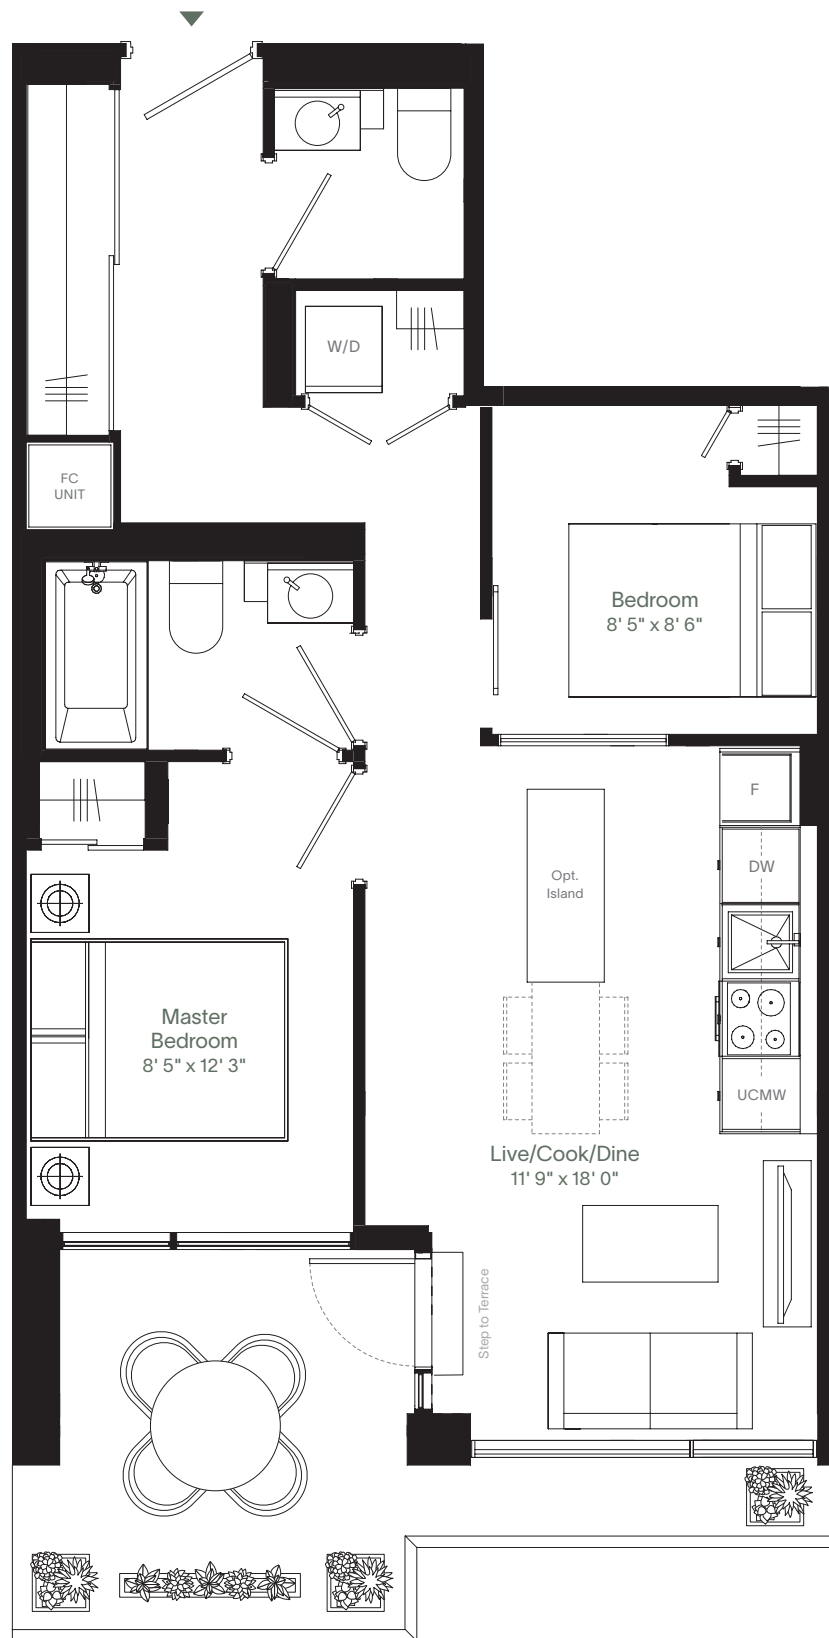 W/D
FC
UNIT
Bedroom
8' 5" x 8' 6"
F
DW
Opt.
Island
Master
Bedroom
8' 5" x 12' 3"
UCMW
Live/Cook/Dine
11' 9" x 18' 0"
Step to Terrace